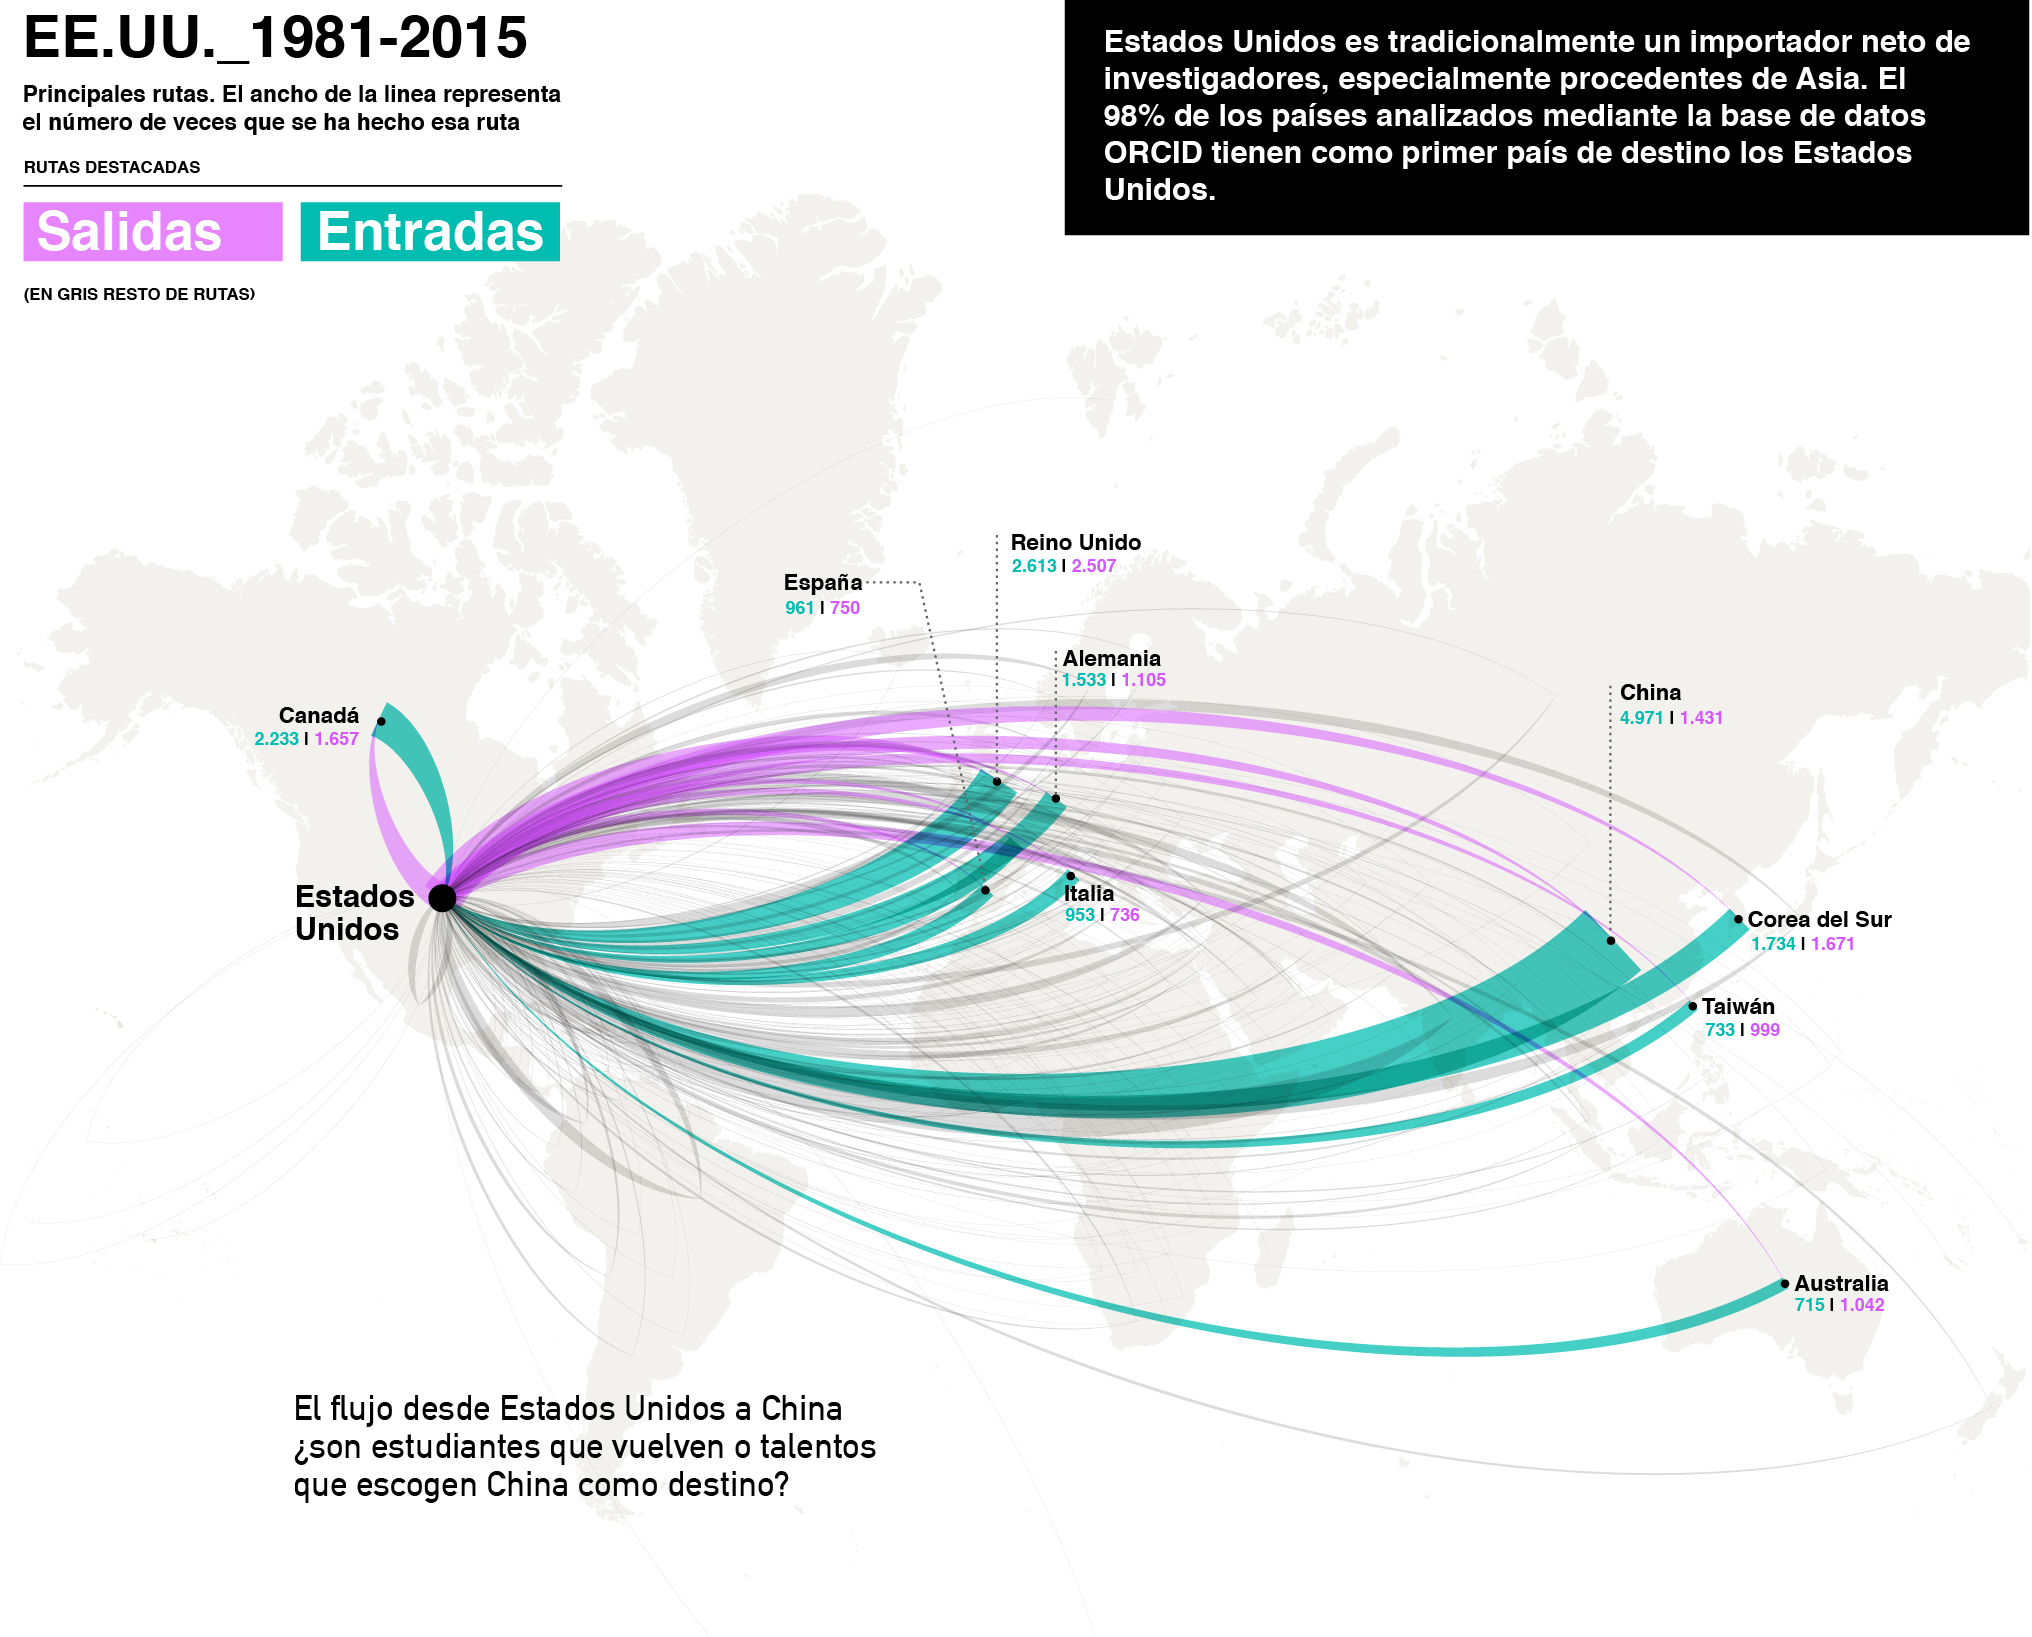 EE.UU._1981-2015
Principales rutas. El ancho de la linea representa
el número de veces que se ha hecho esa ruta
RUTAS DESTACADAS
Salidas
Entradas
(EN GRIS RESTO DE RUTAS)
Estados Unidos es tradicionalmente un importador neto de
investigadores, especialmente procedentes de Asia. El
98% de los países analizados mediante la base de datos
ORCID tienen como primer país de destino los Estados
Unidos.
Reino Unido
2.613 | 2.507
España
961 | 750
Alemania
1.533 | 1.105
China
4.971 | 1.431
Canadá
2.233 | 1.657
Estados
Unidos
Italia
953 | 736
Corea del Sur
1.734 | 1.671
Taiwán
733 | 999
Australia
715 | 1.042
El flujo desde Estados Unidos a China
¿son estudiantes que vuelven o talentos
que escogen China como destino?